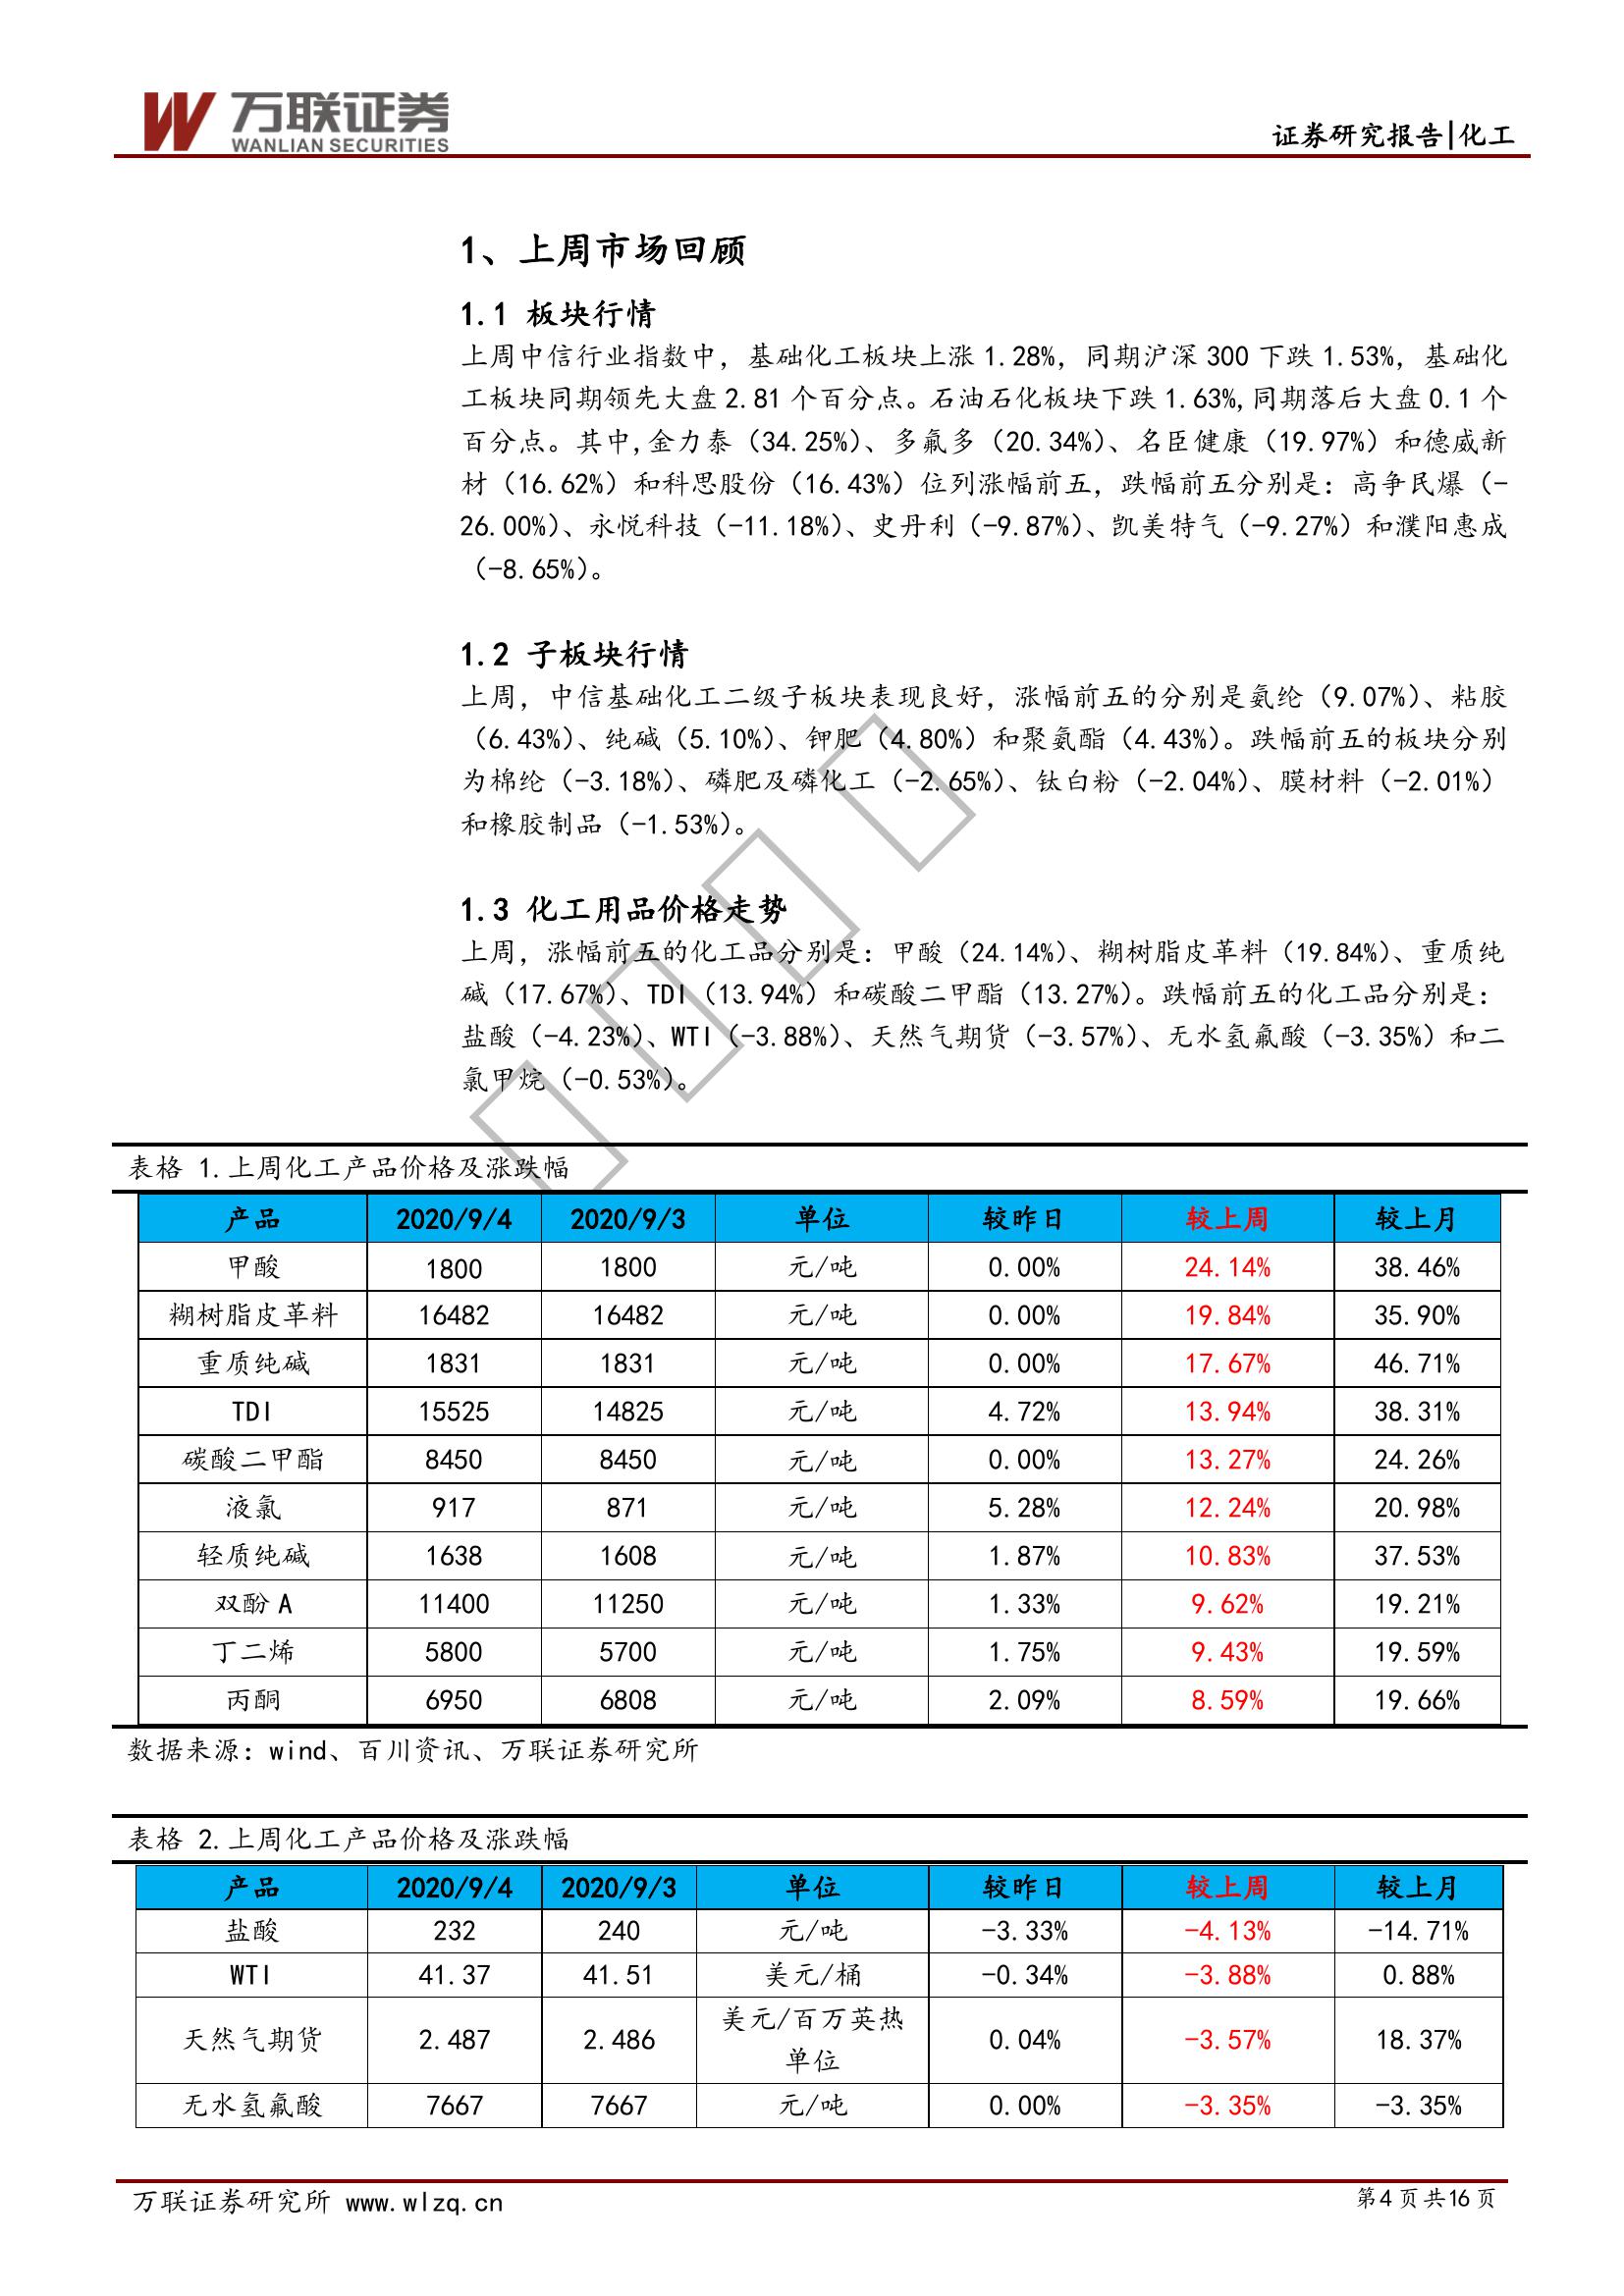 万联证券
WANLIAN SECURITIES
证券研究报告|化工
1、上周市场回顾
1.1 板块行情
上周中信行业指数中，基础化工板块上涨 1.28%，同期沪深 300 下跌 1.53%，基础化
工板块同期领先大盘 2.81 个百分点。石油石化板块下跌 1.63%,同期落后大盘 0.1 个
百分点。其中,金力泰（34.25%）、多氟多（20.34%）、名臣健康（19.97%）和德威新
材（16.62%）和科思股份（16.43%）位列涨幅前五，跌幅前五分别是：高争民爆（-
26.00%）、永悦科技（-11.18%）、史丹利（-9.87%）、凯美特气（-9.27%）和濮阳惠成
（-8.65%）。
1.2 子板块行情
上周，中信基础化工二级子板块表现良好，涨幅前五的分别是氨纶（9.07%）、粘胶
（6.43%）、纯碱（5.10%）、钾肥（4.80%）和聚氨酯（4.43%）。跌幅前五的板块分别
为棉纶（-3.18%）、磷肥及磷化工（-2.65%）、钛白粉（-2.04%）、膜材料（-2.01%）
和橡胶制品（-1.53%）。
1.3 化工用品价格走势
上周，涨幅前五的化工品分别是：甲酸（24.14%）、糊树脂皮革料（19.84%）、重质纯
碱（17.67%）、TDI（13.94%）和碳酸二甲酯（13.27%）。跌幅前五的化工品分别是：
盐酸（-4.23%）、WTI（-3.88%）、天然气期货（-3.57%）、无水氢氟酸（-3.35%）和二
氯甲烷（-0.53%）。
表格 1.上周化工产品价格及涨跌幅
产品 2020/9/4 2020/9/3 单位 较昨日 较上周 较上月
甲酸 1800 1800 元/吨 0.00% 24.14% 38.46%
糊树脂皮革料 16482 16482 元/吨 0.00% 19.84% 35.90%
重质纯碱 1831 1831 元/吨 0.00% 17.67% 46.71%
TDI 15525 14825 元/吨 4.72% 13.94% 38.31%
碳酸二甲酯 8450 8450 元/吨 0.00% 13.27% 24.26%
液氯 917 871 元/吨 5.28% 12.24% 20.98%
轻质纯碱 1638 1608 元/吨 1.87% 10.83% 37.53%
双酚 A 11400 11250 元/吨 1.33% 9.62% 19.21%
丁二烯 5800 5700 元/吨 1.75% 9.43% 19.59%
丙酮 6950 6808 元/吨 2.09% 8.59% 19.66%
数据来源：wind、百川资讯、万联证券研究所
表格 2.上周化工产品价格及涨跌幅
产品 2020/9/4 2020/9/3 单位 较昨日 较上周 较上月
盐酸 232 240 元/吨 -3.33% -4.13% -14.71%
WTI 41.37 41.51 美元/桶 -0.34% -3.88% 0.88%
天然气期货 2.487 2.486 美元/百万英热 0.04% -3.57% 18.37%
单位
无水氢氟酸 7667 7667 元/吨 0.00% -3.35% -3.35%
万联证券研究所 www.wlzq.cn
第4 页 共16 页